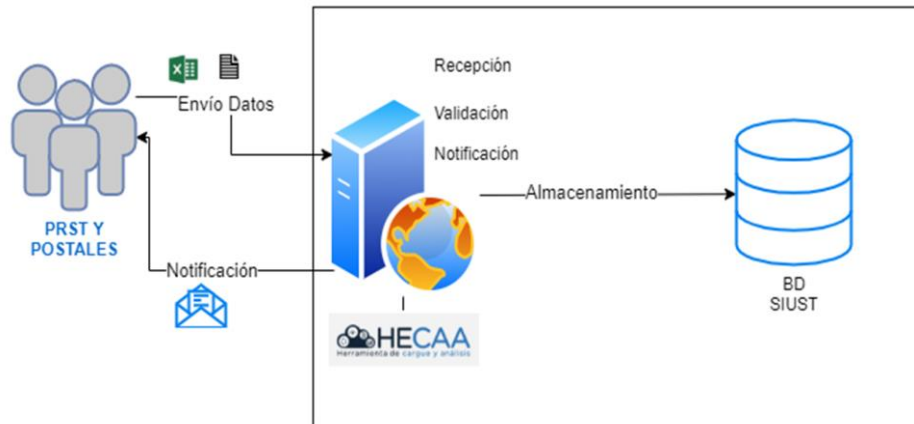 Recepción
Envío Datos
Validación
Notificación
Almacenamiento
PRST Y
POSTALES
Notificación
BD
SIUST
HECAA
Herramienta de cargue y análisis